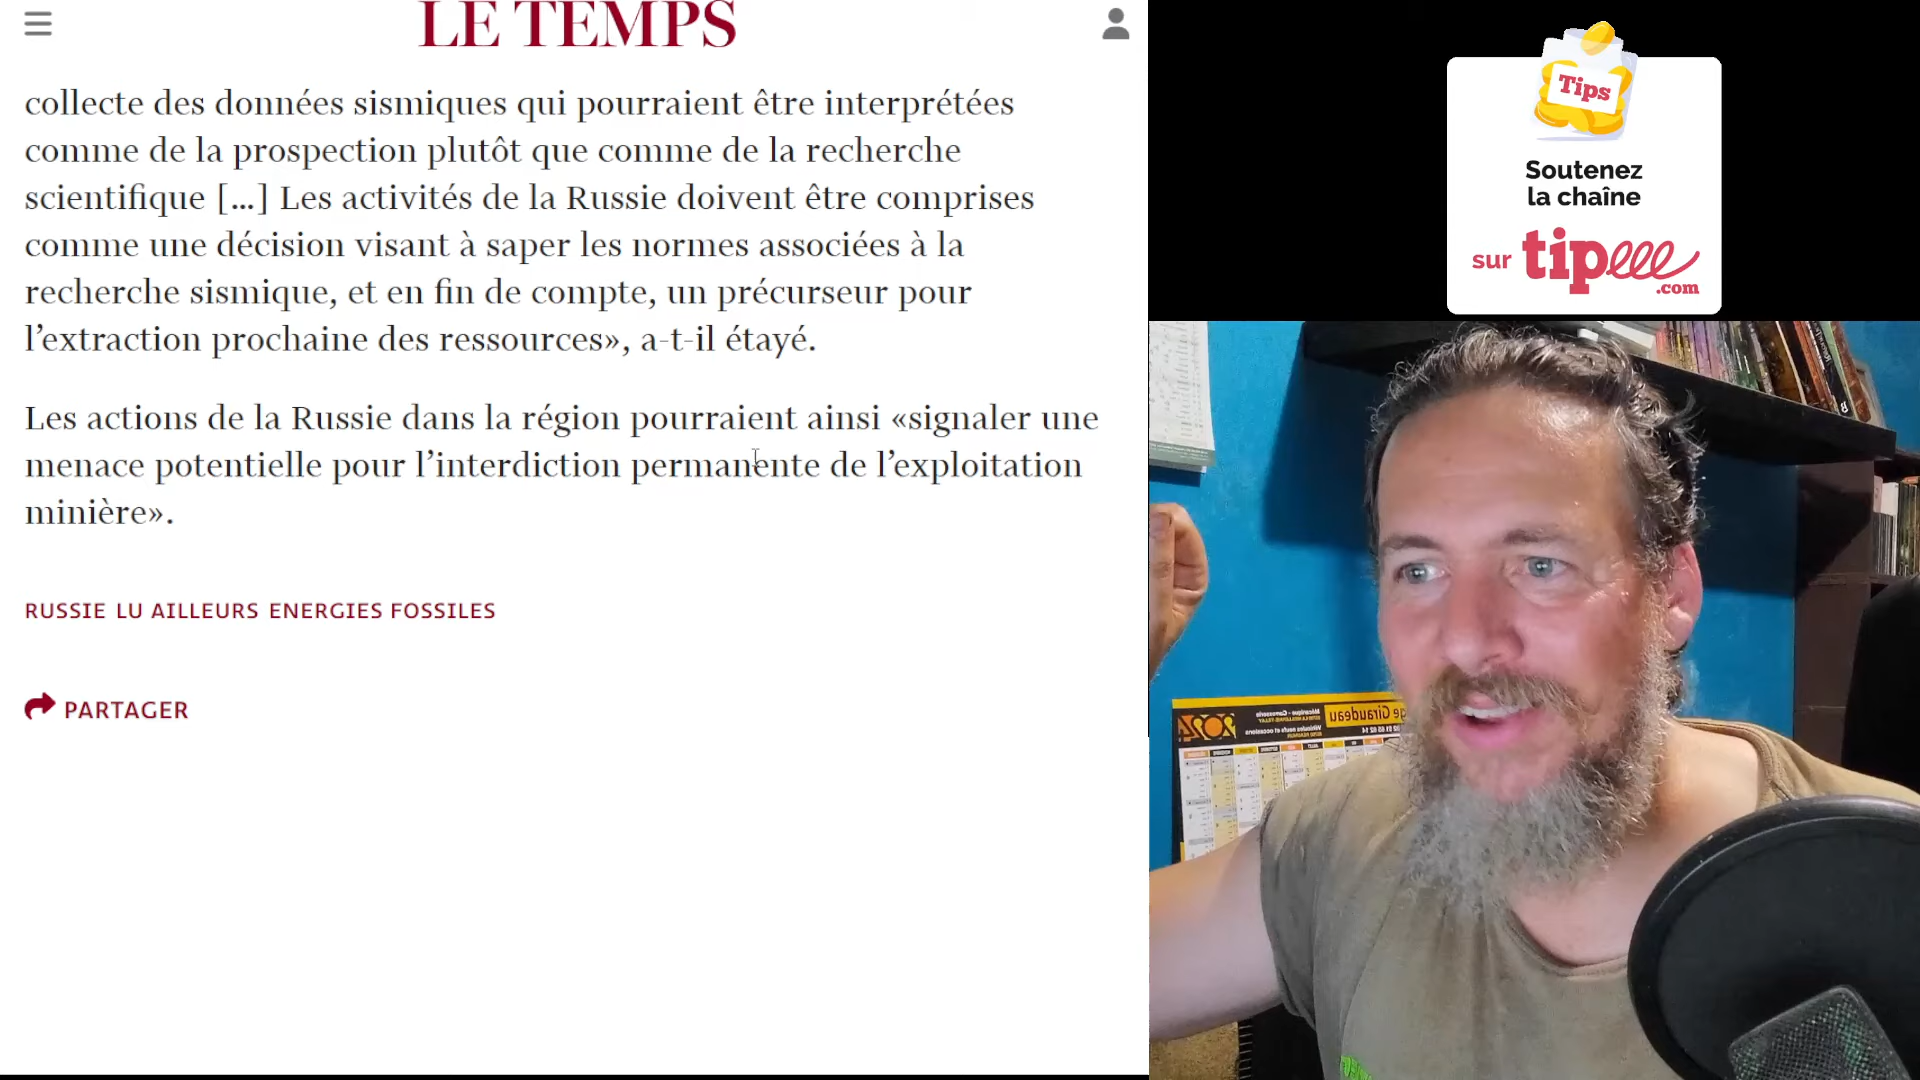 LE TEMPS
collecte des données sismiques qui pourraient être interprétées
comme de la prospection plutôt que comme de la recherche
scientifique [...] Les activités de la Russie doivent être comprises
comme une décision visant à saper les normes associées à la
recherche sismique, et en fin de compte, un précurseur pour
l’extraction prochaine des ressources», a-t-il étayé.
Les actions de la Russie dans la région pourraient ainsi «signaler une
menace potentielle pour l’interdiction permanente de l’exploitation
minière».
RUSSIE LU AILLEURS ENERGIES FOSSILES
PARTAGER
Tips
Soutenez
la chaîne
sur tipeee
.com
Giraudeau
2024